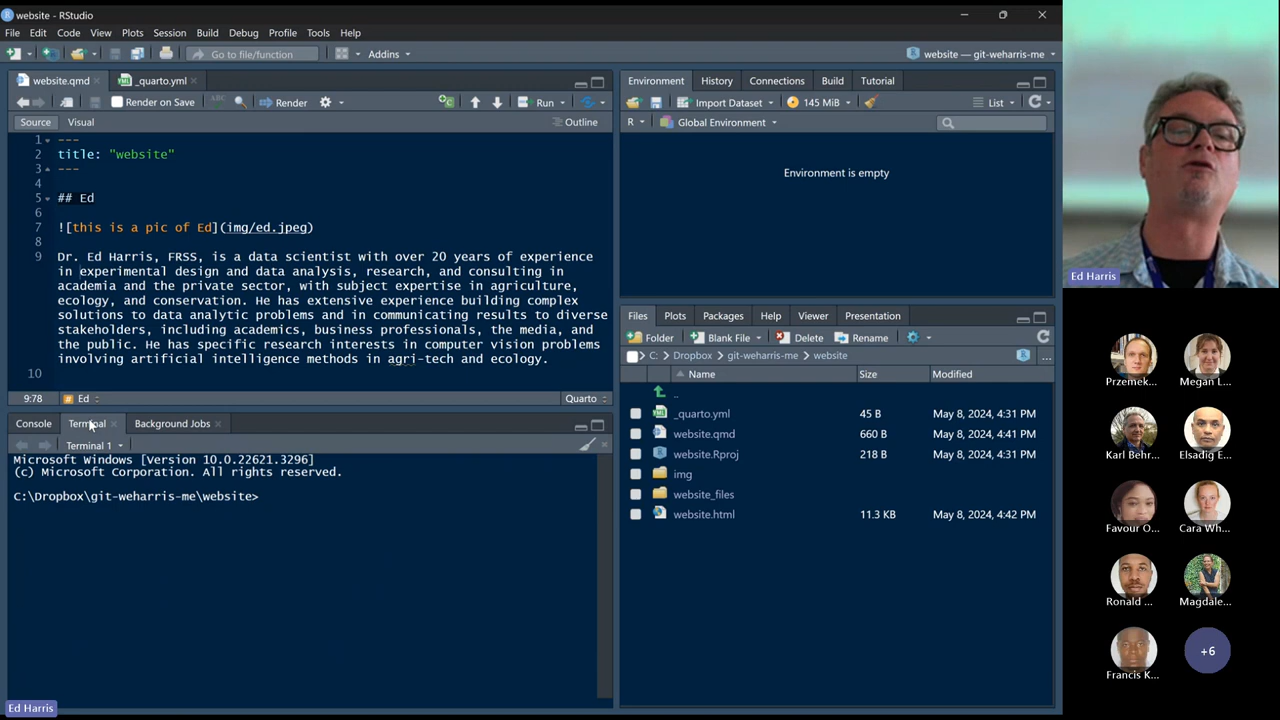 website - RStudio
File Edit Code View Plots Session Build Debug Profile Tools Help
Go to file/function
Addins
website — git-weharris-me
website.qmd
_quarto.yml
Render on Save
Render
Run
Source
Visual
Outline
1 ---
2 title: "website"
3 ---
4
5 ## Ed
6
7 ![this is a pic of Ed](img/ed.jpeg)
8
9 Dr. Ed Harris, FRSS, is a data scientist with over 20 years of experience
in experimental design and data analysis, research, and consulting in
academia and the private sector, with subject expertise in agriculture,
ecology, and conservation. He has extensive experience building complex
solutions to data analytic problems and in communicating results to diverse
stakeholders, including academics, business professionals, the media, and
the public. He has specific research interests in computer vision problems
involving artificial intelligence methods in agri-tech and ecology.
10
9:78
Ed
Quarto
Console
Terminal
Background Jobs
Terminal 1
Microsoft Windows [Version 10.0.22621.3296]
(c) Microsoft Corporation. All rights reserved.
C:\Dropbox\git-weharris-me\website>
Ed Harris
Environment History Connections Build Tutorial
Import Dataset
145 MiB
List
R
Global Environment
Environment is empty
Files Plots Packages Help Viewer Presentation
Folder
Blank File
Delete
Rename
C: Dropbox git-weharris-me website
...
Name Size Modified
..
_quarto.yml 45 B May 8, 2024, 4:31 PM
website.qmd 660 B May 8, 2024, 4:41 PM
website.Rproj 218 B May 8, 2024, 4:31 PM
img
website_files
website.html 11.3 KB May 8, 2024, 4:42 PM
Ed Harris
Przemek... Megan L...
Karl Behr... Elsadig E...
Favour O... Cara Wh...
Ronald ... Magdale...
Francis K... +6